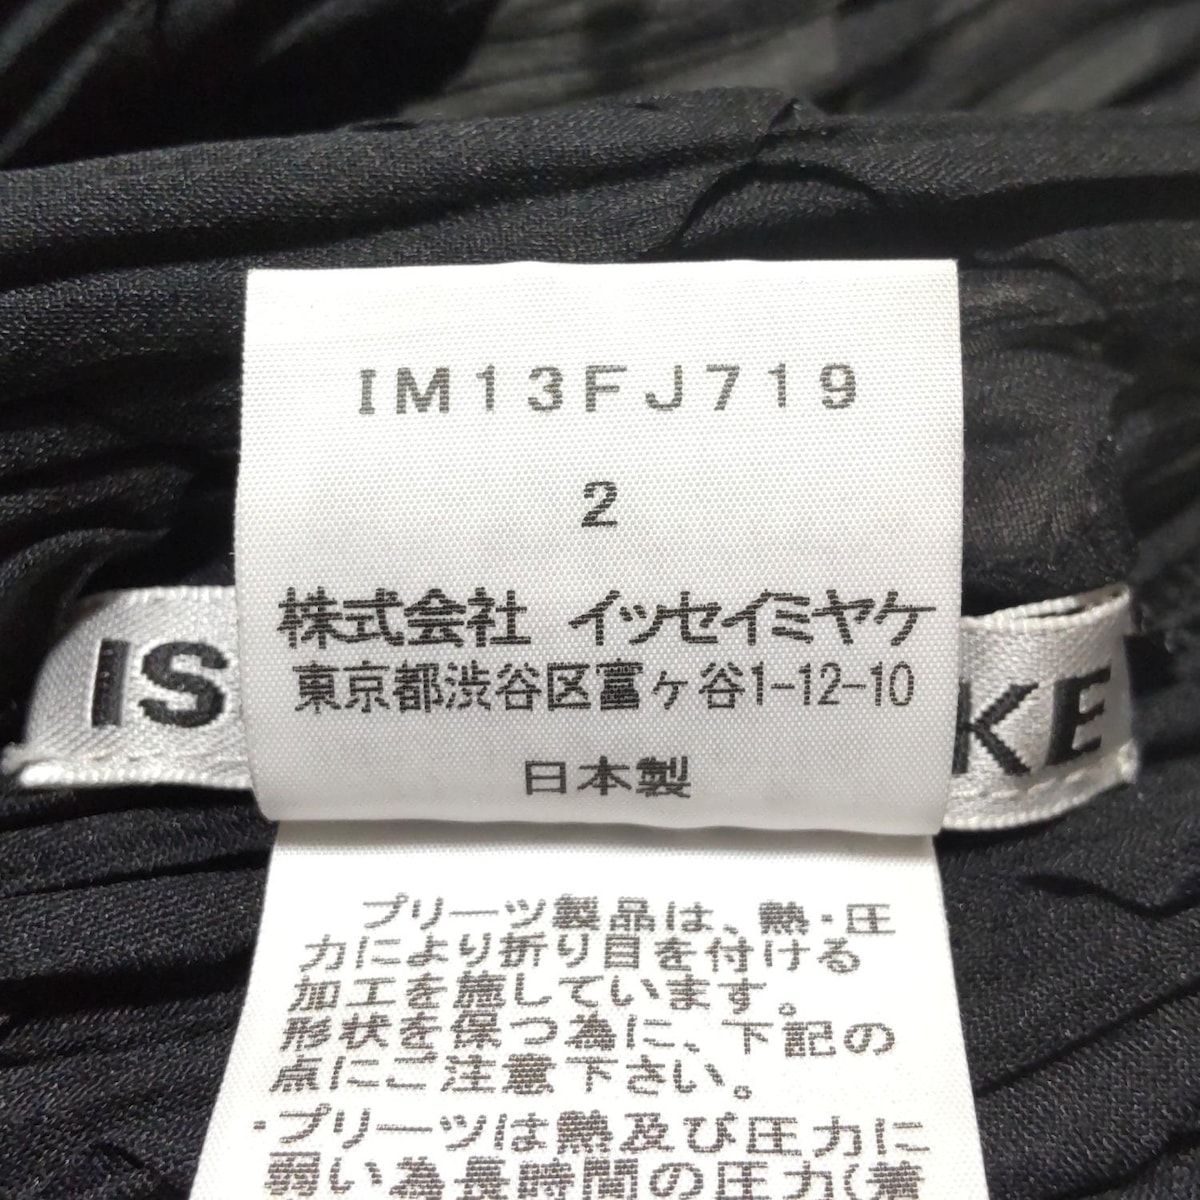 IM13FJ719
2
株式会社 イッセイミヤケ
東京都渋谷区富ヶ谷1-12-10
IS KE
日本製
プリーツ製品は、熱・圧
力により折り目を付ける
加工を施しています。
形状を保つ為に、下記の
点にご注意下さい。
・プリーツは熱及び圧力に
弱い為長時間の圧力(着